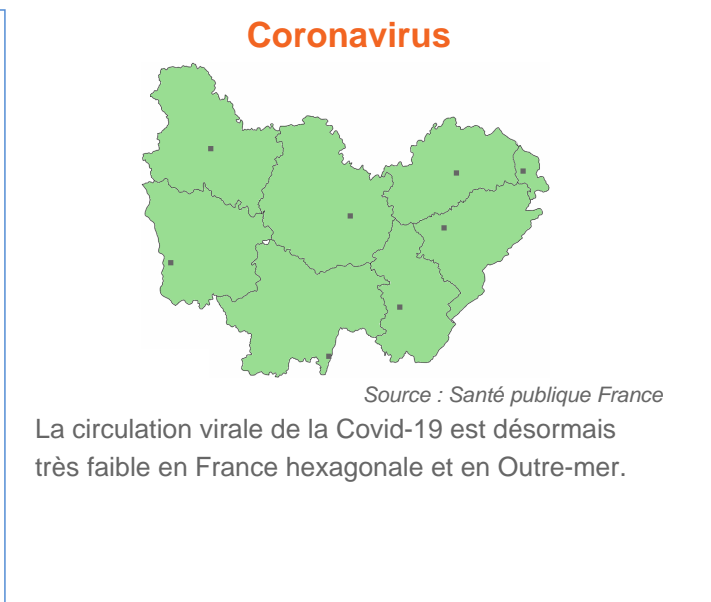 Coronavirus
Source : Santé publique France
La circulation virale de la Covid-19 est désormais
très faible en France hexagonale et en Outre-mer.